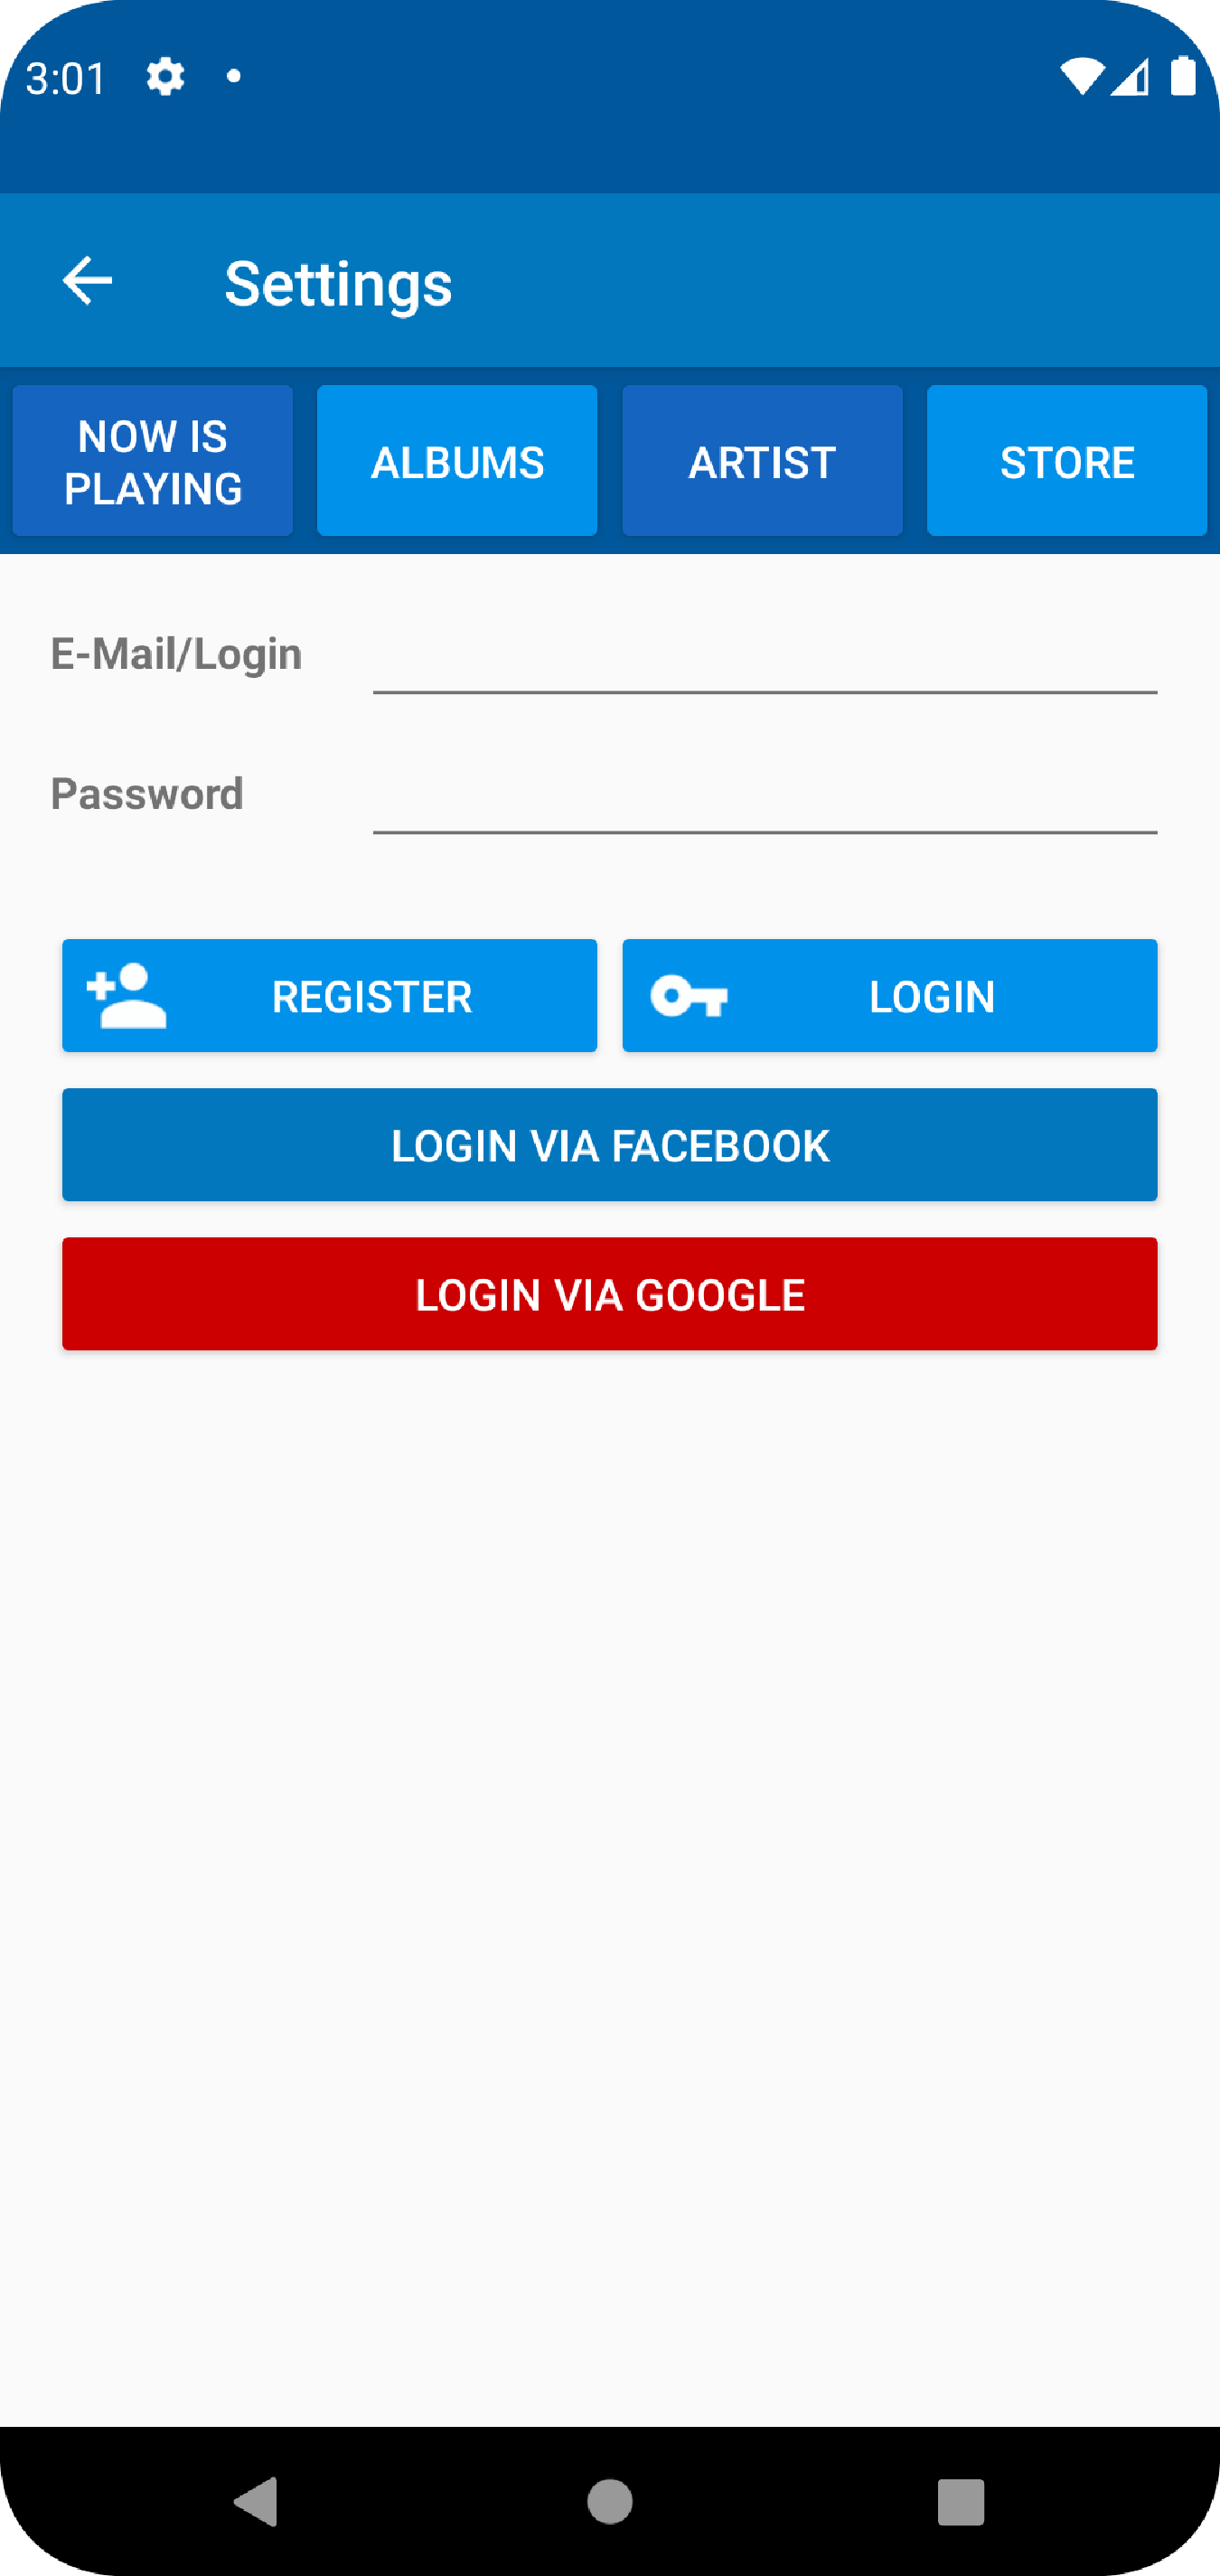 3:01
Settings
NOW IS
PLAYING
ALBUMS
ARTIST
STORE
E-Mail/Login
Password
REGISTER
LOGIN
LOGIN VIA FACEBOOK
LOGIN VIA GOOGLE